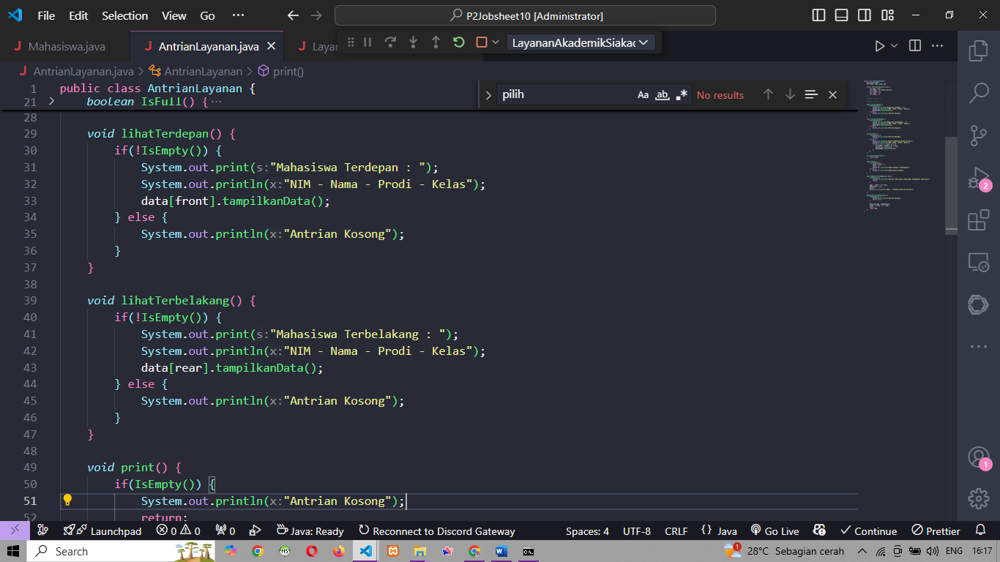 File Edit Selection View Go ··· P2Jobsheet10 [Administrator]
Mahasiswa.java AntrianLayanan.java Laya LayananAkademikSiakac
AntrianLayanan.java > AntrianLayanan > print()
pilih Aa ab .* No results
1 public class AntrianLayanan {
21 boolean IsFull() {···
28
29 void lihatTerdepan() {
30 if(!IsEmpty()) {
31 System.out.print(s:"Mahasiswa Terdepan : ");
32 System.out.println(x:"NIM - Nama - Prodi - Kelas");
33 data[front].tampilkanData();
34 } else {
35 System.out.println(x:"Antrian Kosong");
36 }
37 }
38
39 void lihatTerbelakang() {
40 if(!IsEmpty()) {
41 System.out.print(s:"Mahasiswa Terbelakang : ");
42 System.out.println(x:"NIM - Nama - Prodi - Kelas");
43 data[rear].tampilkanData();
44 } else {
45 System.out.println(x:"Antrian Kosong");
46 }
47 }
48
49 void print() {
50 if(IsEmpty()) {
51 System.out.println(x:"Antrian Kosong");
52 return;
2
1
Launchpad 0 0 0 Java: Ready Reconnect to Discord Gateway Spaces: 4 UTF-8 CRLF {} Java Go Live Continue Prettier
Search 1 28°C Sebagian cerah ENG 16:17